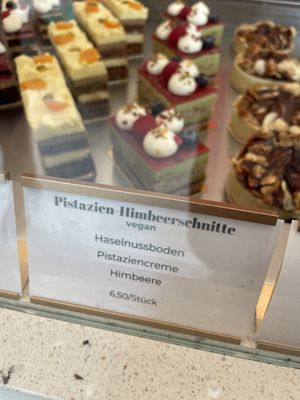 Pistazien-Himbeerschnitte
vegan
Haselnussboden
Pistaziencreme
Himbeere
6,50/Stück